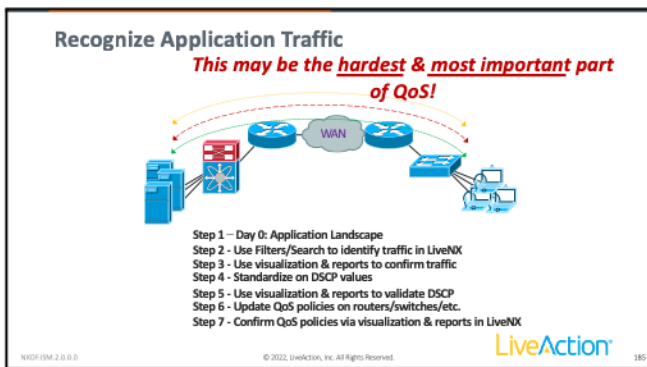 Recognize Application Traffic
This may be the hardest & most important part
of QoS!
WAN
Step 1 – Day 0: Application Landscape
Step 2 - Use Filters/Search to identify traffic in LiveNX
Step 3 - Use visualization & reports to confirm traffic
Step 4 - Standardize on DSCP values
Step 5 - Use visualization & reports to validate DSCP
Step 6 - Update QoS policies on routers/switches/etc.
Step 7 - Confirm QoS policies via visualization & reports in LiveNX
LiveAction
NXOF.ISM.2.0.0.0 © 2022, LiveAction, Inc. All Rights Reserved. 185